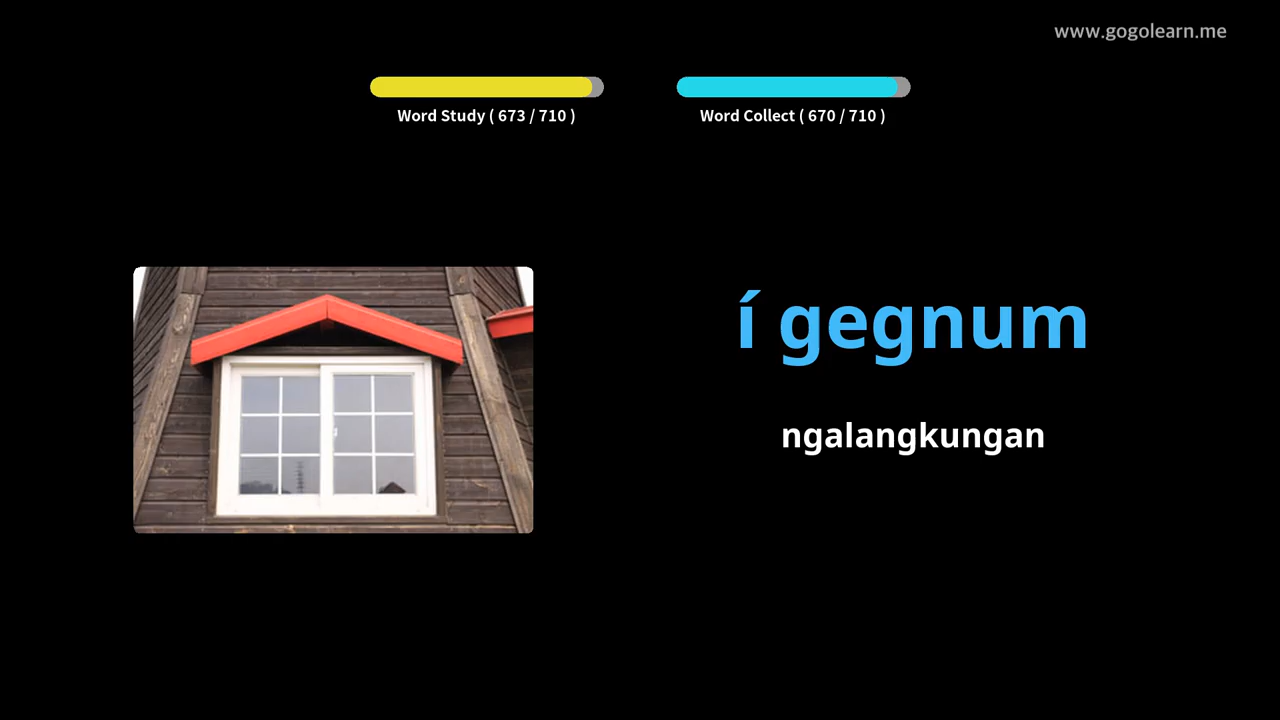 www.gogolearn.me
Word Study ( 673 / 710 )
Word Collect ( 670 / 710 )
í gegnum
ngalangkungan